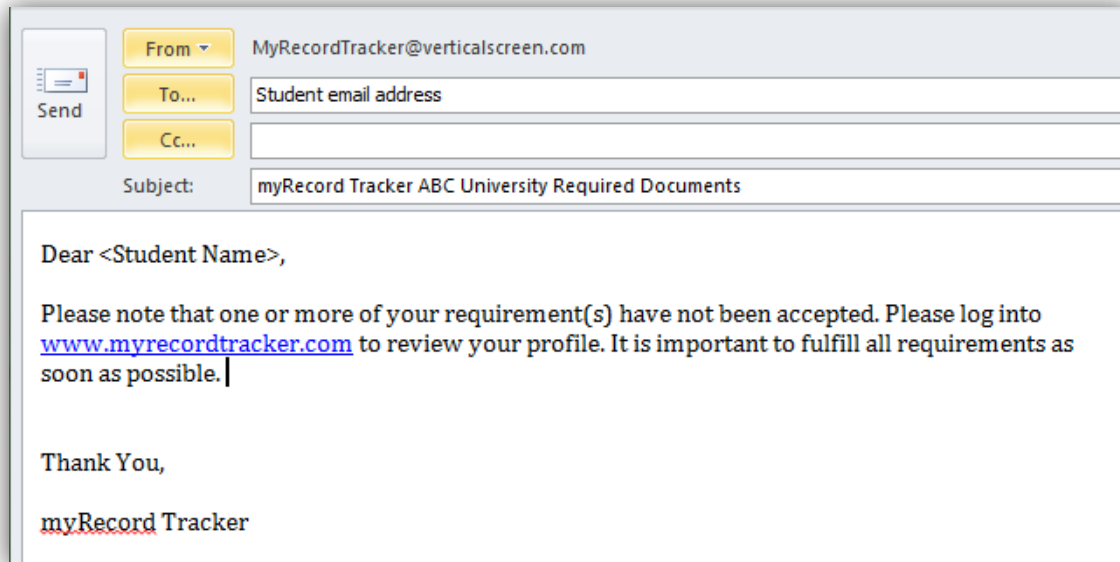 From MyRecordTracker@verticalscreen.com
Send
To... Student email address
Cc...
Subject: myRecord Tracker ABC University Required Documents
Dear <Student Name>,
Please note that one or more of your requirement(s) have not been accepted. Please log into
www.myrecordtracker.com to review your profile. It is important to fulfill all requirements as
soon as possible.
Thank You,
myRecord Tracker